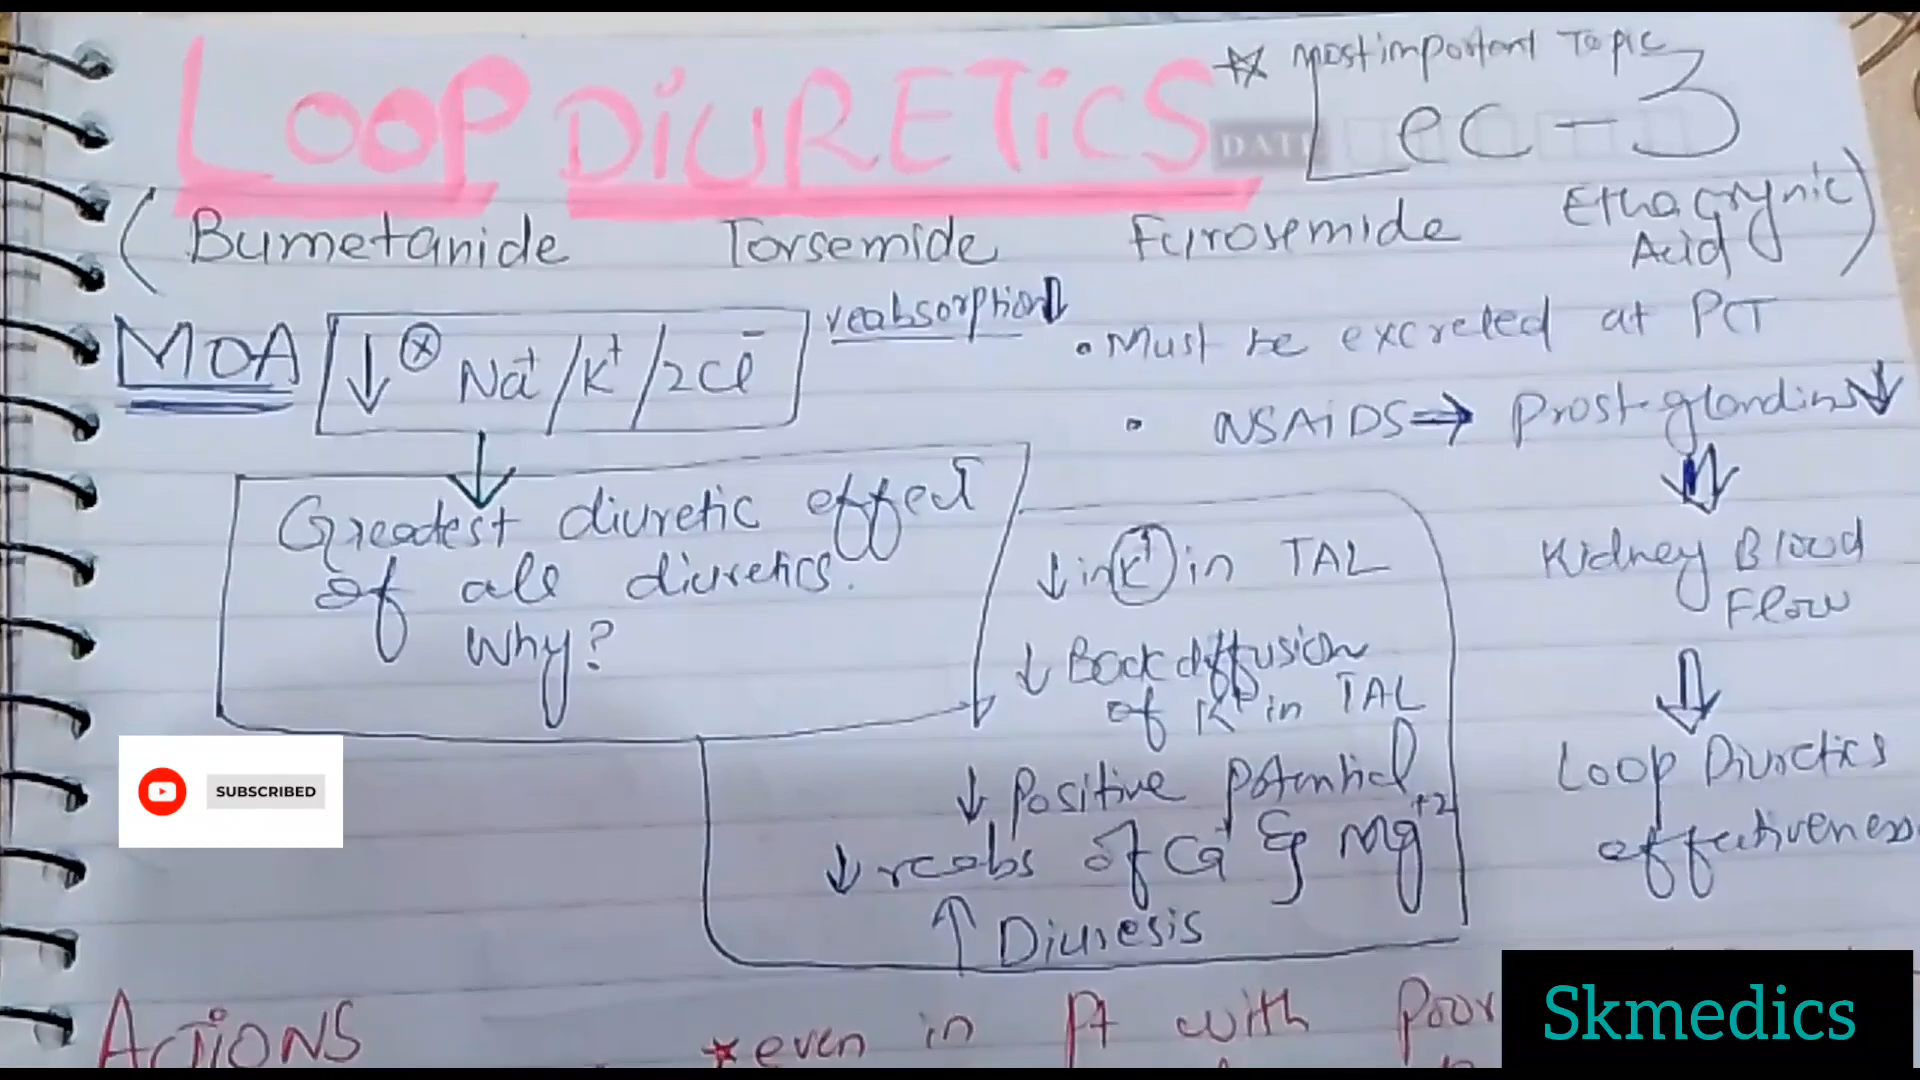 ☆ Most important Topic
LOOP DiURETiCS
Lec-3
DATE
(Bumetanide Torsemide Furosemide Ethacrynic Acid)
MOA ↓ ⓧ Na⁺/K⁺/2Cl⁻ reabsorption↓
• Must be excreted at PCT
• NSAiDS ⇒ Prostaglandins↓
Kidney Blood
Flow
Loop Diuretics
effectiveness
Greatest diuretic effect
of all diuretics.
Why?
↓ in K⁺ in TAL
↓ Back diffusion
of K⁺ in TAL
↓ Positive potential
↓ reabs of Ca⁺ & Mg⁺²
↑ Diuresis
SUBSCRIBED
ACTiONS
*even in Pt with Poor
Skmedics